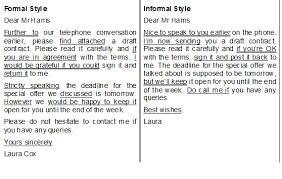 Formal Style
Dear Mr Harris
Further to our telephone conversation
earlier, please find attached a draft
contract. Please read it carefully and if
you are in agreement with the terms, I
would be grateful if you could sign it and
return it to me.
Strictly speaking, the deadline for the
special offer we discussed is tomorrow.
However we would be happy to keep it
open for you until the end of the week.
Please do not hesitate to contact me if
you have any queries.
Yours sincerely
Laura Cox
Informal Style
Dear Mr Harris
Nice to speak to you earlier on the phone.
I'm now sending you a draft contract.
Please read it carefully and if you're OK
with the terms, sign it and post it back to
me. The deadline for the special offer we
talked about is supposed to be tomorrow,
but we'll keep it open for you until the end
of the week. Do call me if you have any
queries.
Best wishes,
Laura